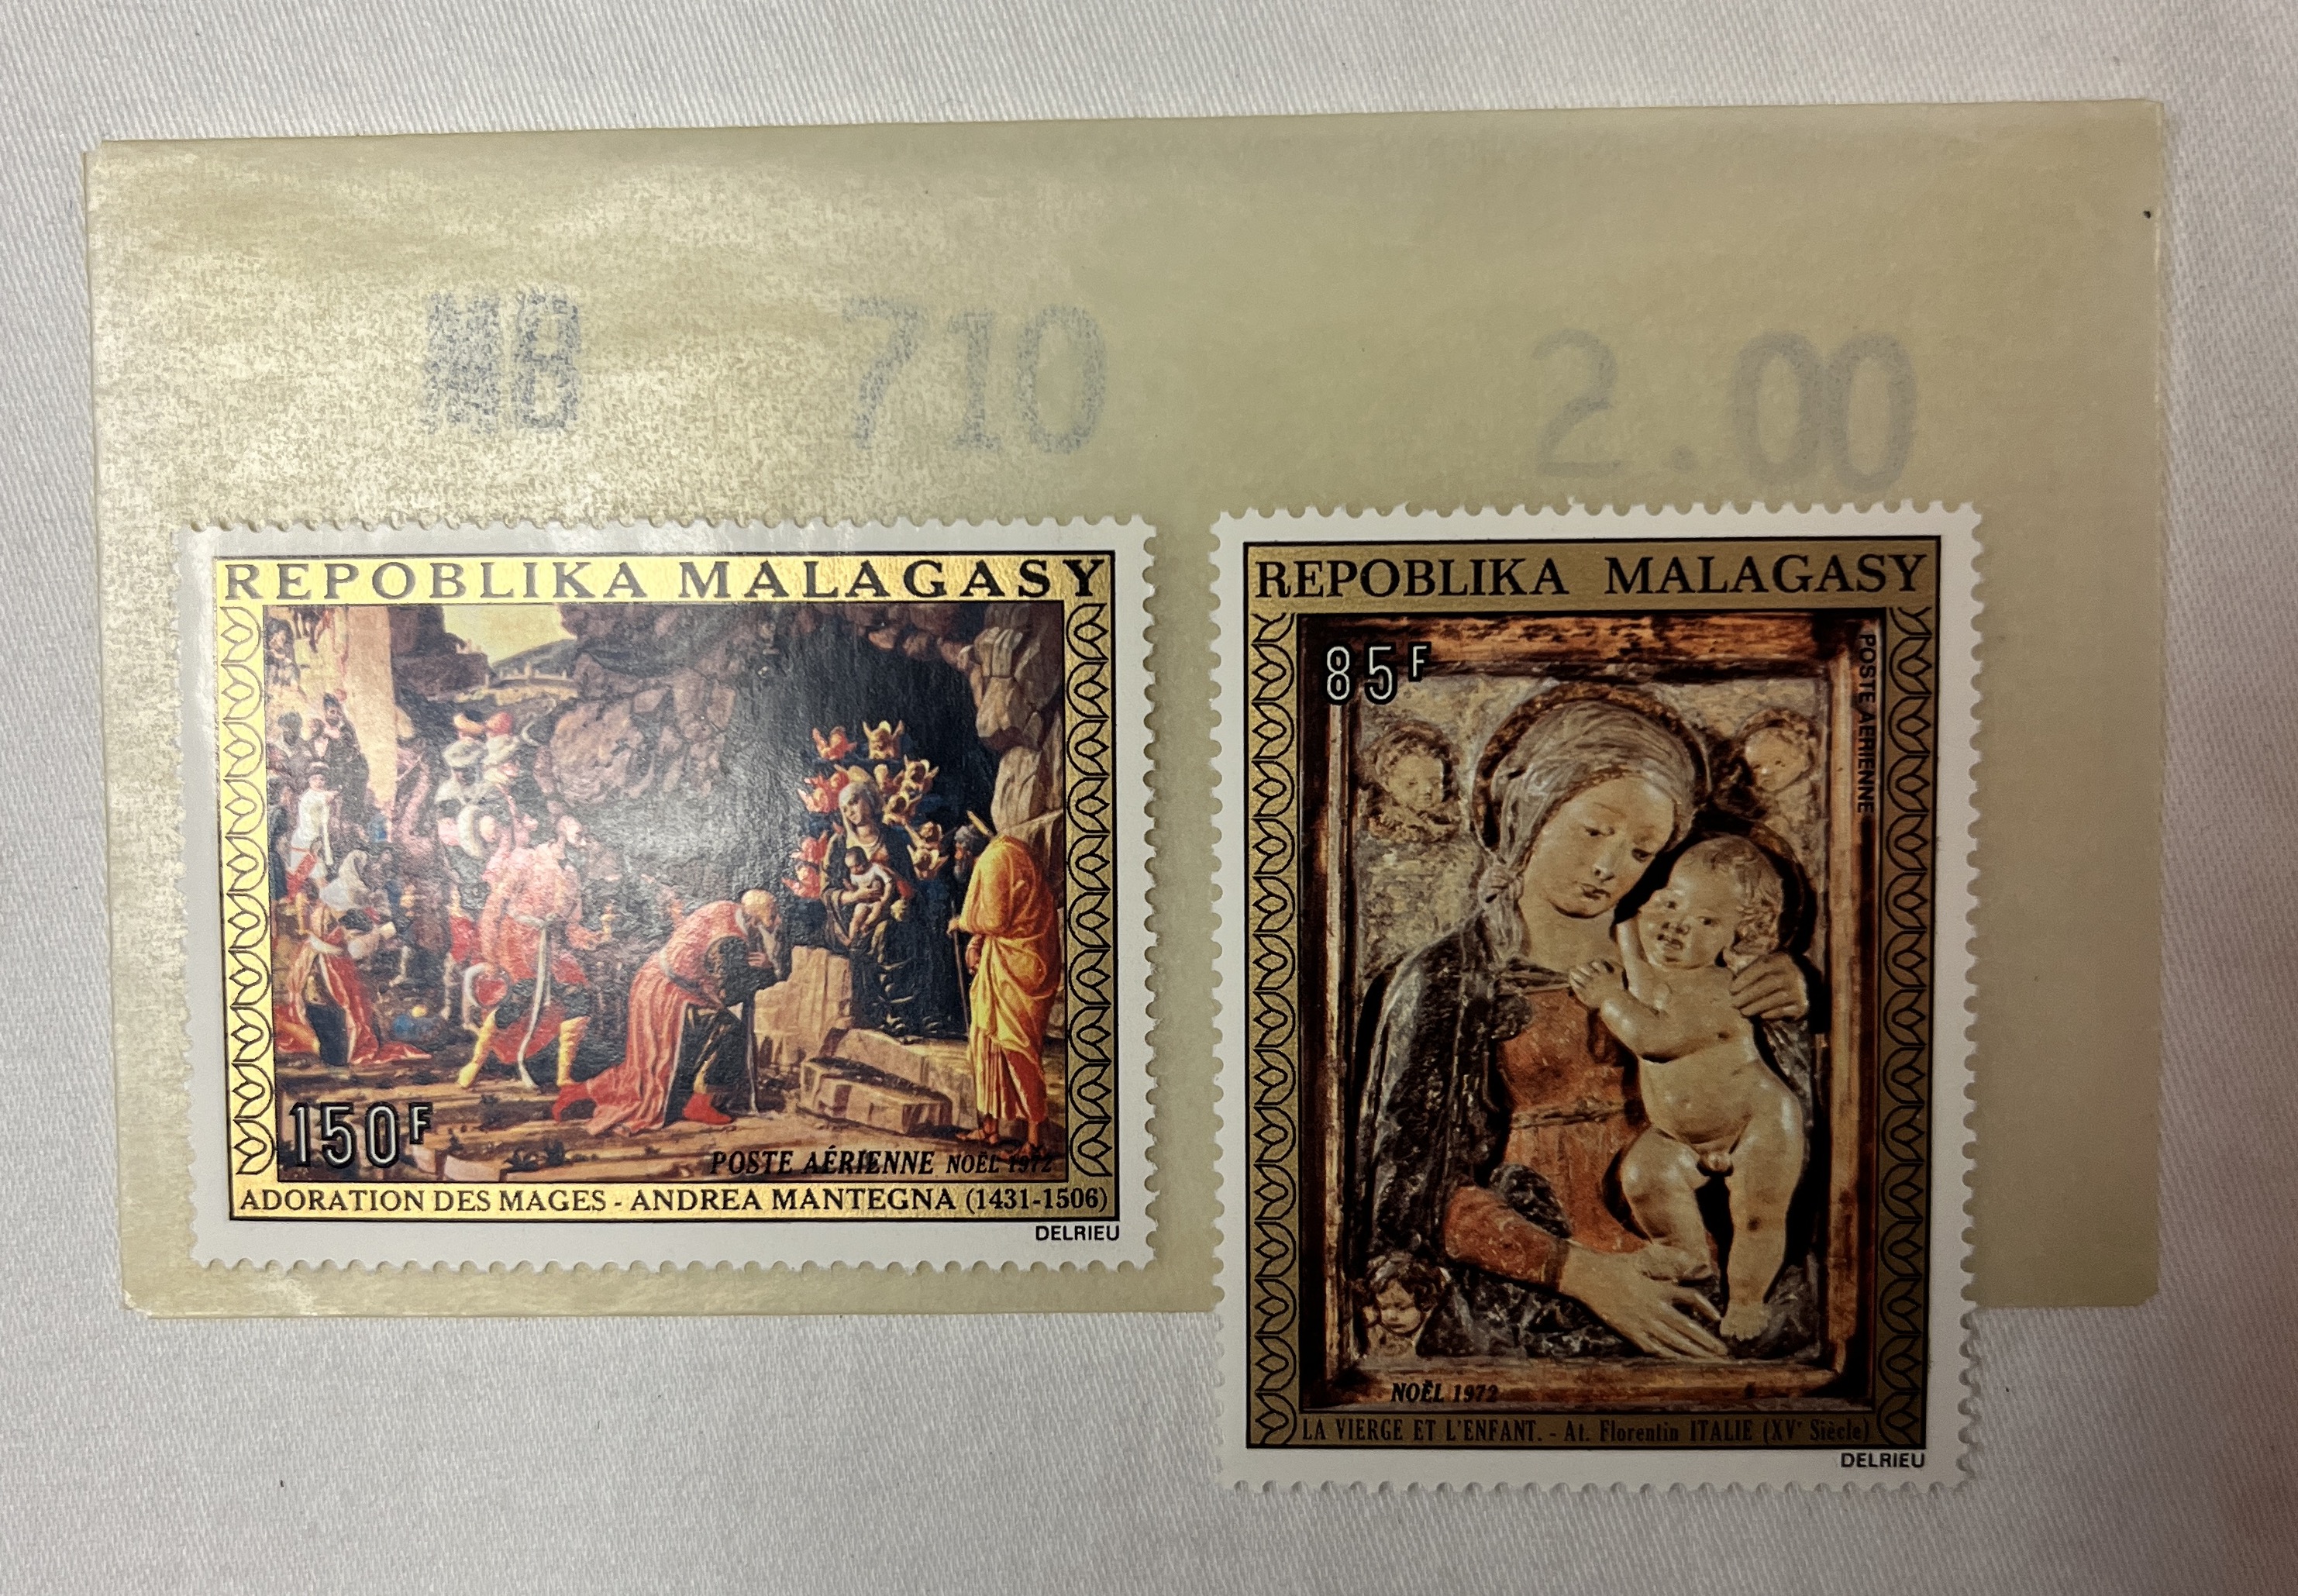 MB 710 2.00
REPOBLIKA MALAGASY
150F
POSTE AÉRIENNE NOËL 1972
ADORATION DES MAGES - ANDREA MANTEGNA (1431-1506)
DELRIEU
REPOBLIKA MALAGASY
85F
POSTE AERIENNE
NOËL 1972
LA VIERGE ET L'ENFANT. - At. Florentin ITALIE (XVe Siècle)
DELRIEU